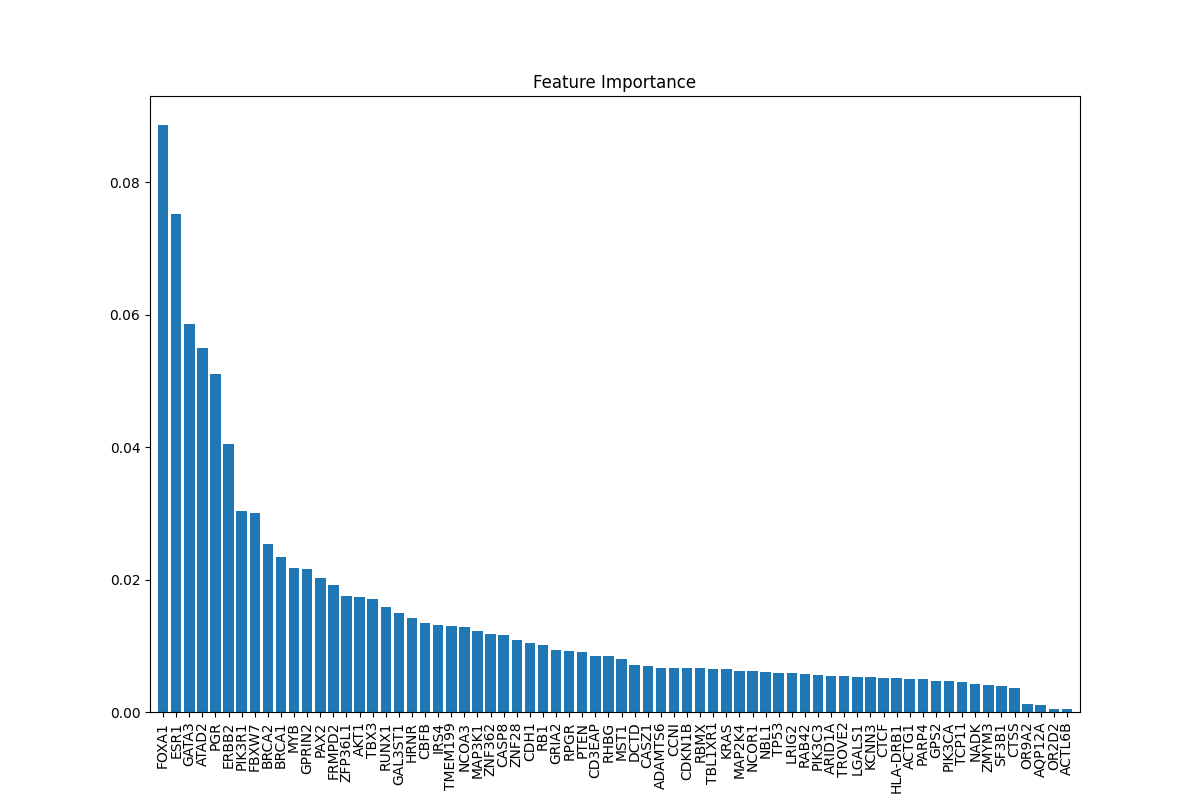 Feature Importance
0.08
0.06
0.04
0.02
0.00
FOXA1
ESR1
GATA3
ATAD2
PGR
ERBB2
PIK3R1
FBXW7
BRCA2
BRCA1
MYB
GPRIN2
PAX2
FRMPD2
ZFP36L1
AKT1
TBX3
RUNX1
GAL3ST1
HRNR
CBFB
IRS4
TMEM199
NCOA3
MAP3K1
ZNF362
CASP8
ZNF28
CDH1
RB1
GRIA2
RPGR
PTEN
CD3EAP
RHBG
MST1
DCTD
CASZ1
ADAMTS6
CCNI
CDKN1B
RBMX
TBL1XR1
KRAS
MAP2K4
NCOR1
NBL1
TP53
LRIG2
RAB42
PIK3C3
ARID1A
TROVE2
LGALS1
KCNN3
CTCF
HLA-DRB1
ACTG1
PARP4
GPS2
PIK3CA
TCP11
NADK
ZMYM3
SF3B1
CTSS
OR9A2
AQP12A
OR2D2
ACTL6B